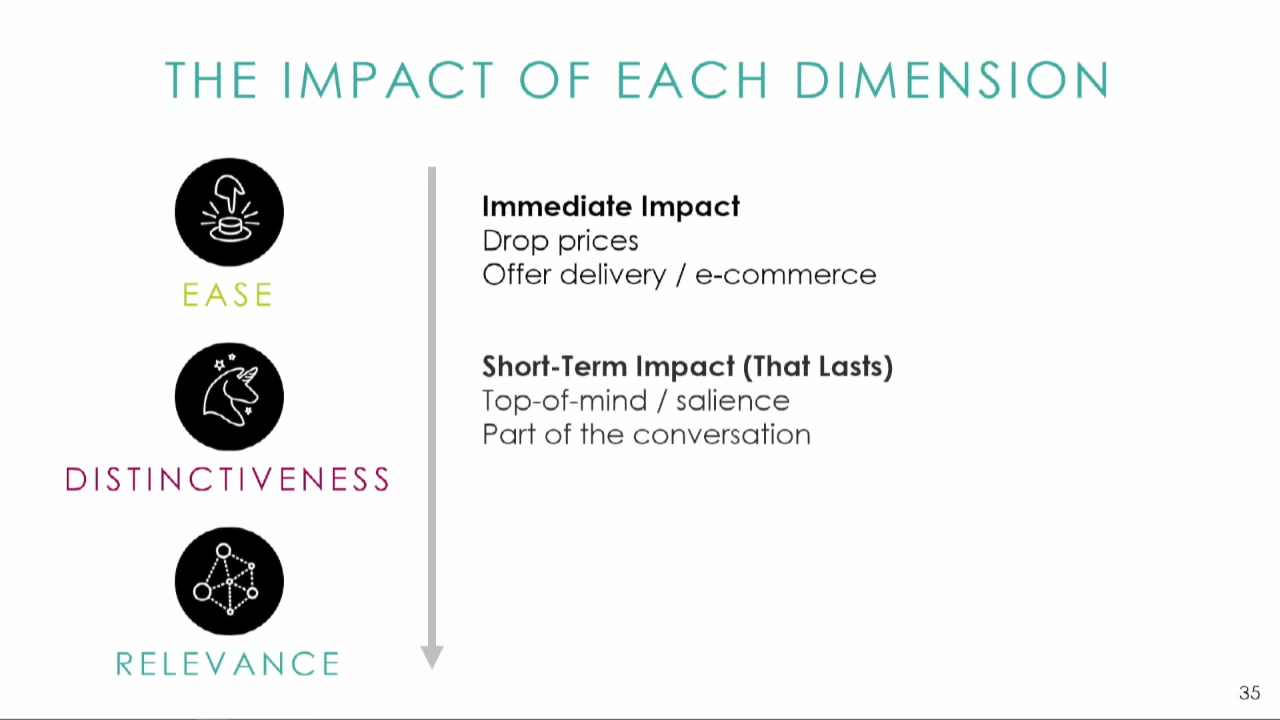 THE IMPACT OF EACH DIMENSION
EASE
Immediate Impact
Drop prices
Offer delivery / e-commerce
DISTINCTIVENESS
Short-Term Impact (That Lasts)
Top-of-mind / salience
Part of the conversation
RELEVANCE
35